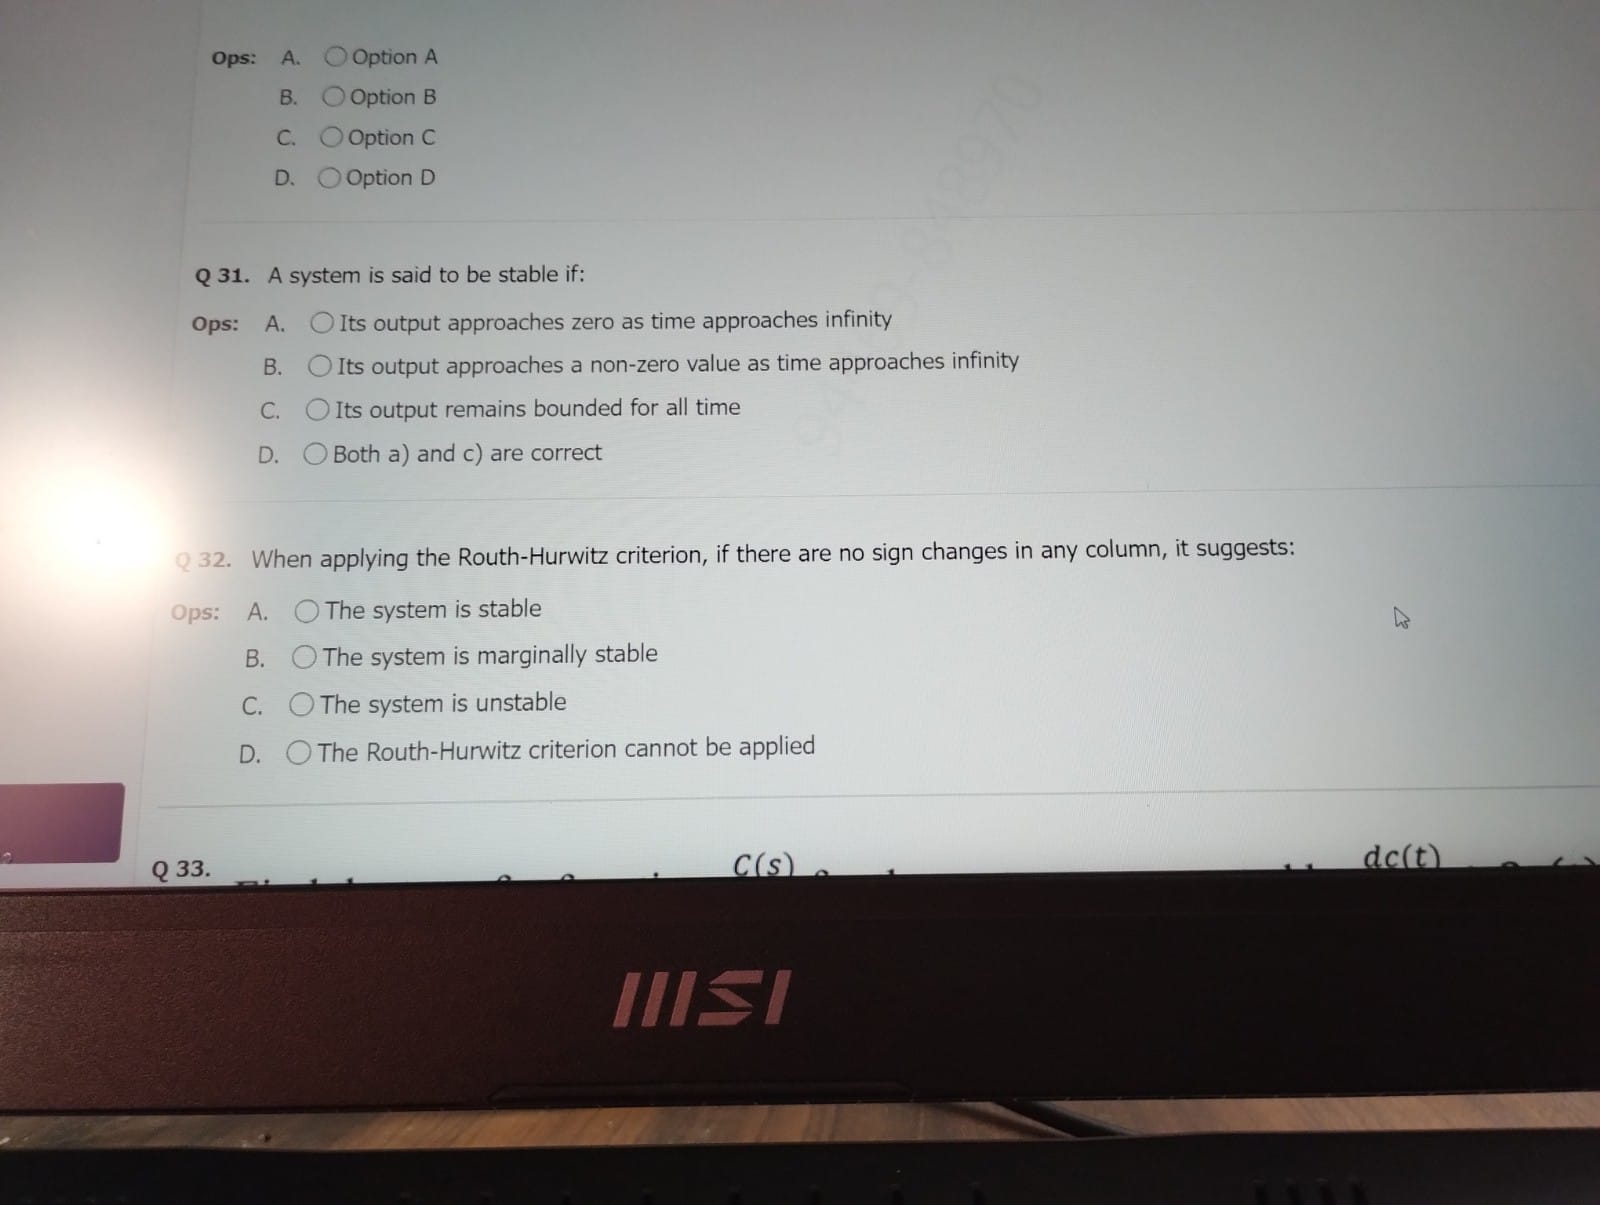 Ops: A. Option A
B. Option B
C. Option C
D. Option D
Q 31. A system is said to be stable if:
Ops: A. Its output approaches zero as time approaches infinity
B. Its output approaches a non-zero value as time approaches infinity
C. Its output remains bounded for all time
D. Both a) and c) are correct
Q 32. When applying the Routh-Hurwitz criterion, if there are no sign changes in any column, it suggests:
Ops: A. The system is stable
B. The system is marginally stable
C. The system is unstable
D. The Routh-Hurwitz criterion cannot be applied
Q 33. C(s) dc(t)
msi